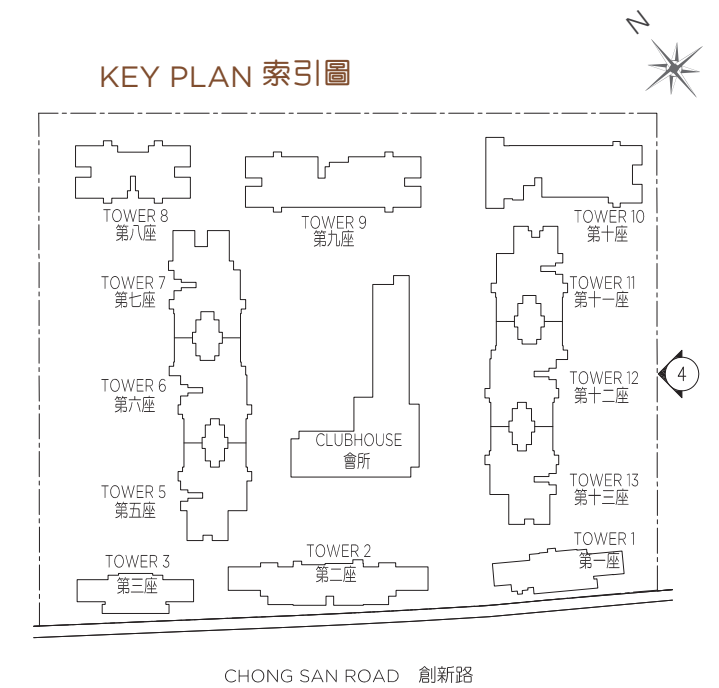 N
KEY PLAN 索引圖
TOWER 8
第八座
TOWER 9
第九座
TOWER 10
第十座
TOWER 7
第七座
TOWER 11
第十一座
TOWER 6
第六座
TOWER 12
第十二座
4
CLUBHOUSE
會所
TOWER 5
第五座
TOWER 13
第十三座
TOWER 3
第三座
TOWER 2
第二座
TOWER 1
第一座
CHONG SAN ROAD 創新路